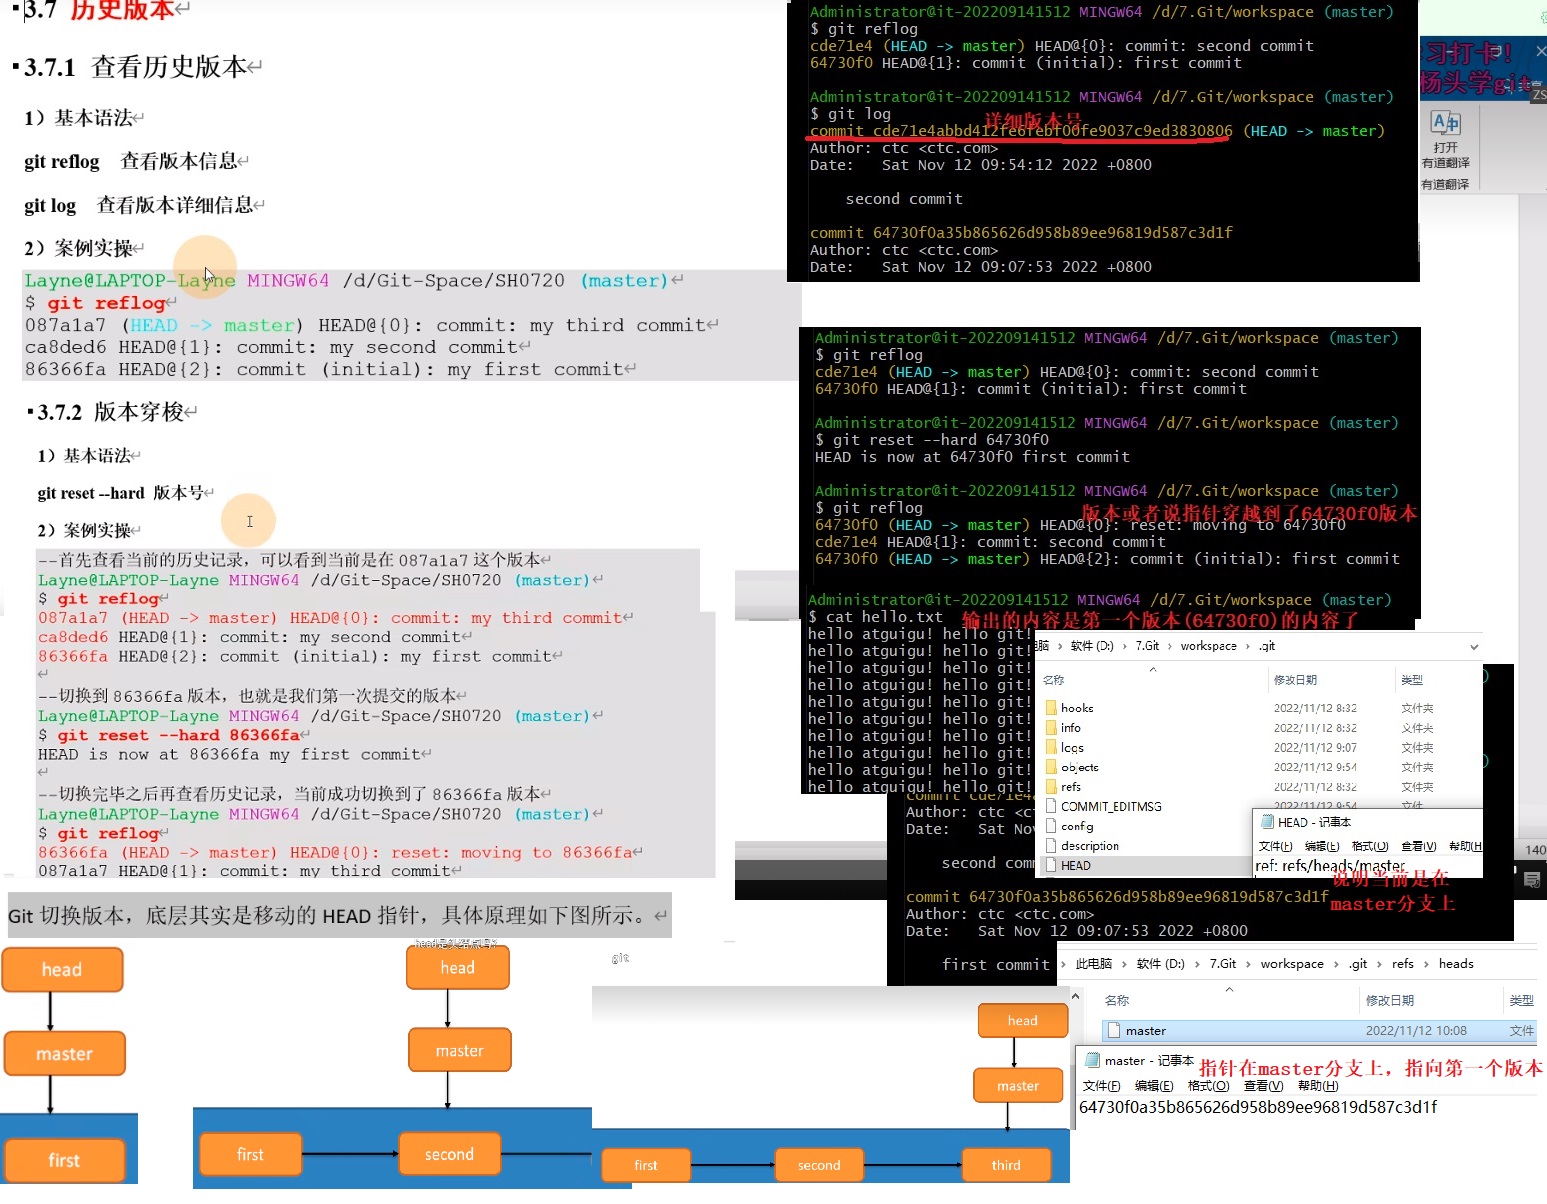 3.7 历史版本
3.7.1 查看历史版本
1）基本语法
git reflog 查看版本信息
git log 查看版本详细信息
2）案例实操
Layne@LAPTOP-Layne MINGW64 /d/Git-Space/SH0720 (master)
$ git reflog
087a1a7 (HEAD -> master) HEAD@{0}: commit: my third commit
ca8ded6 HEAD@{1}: commit: my second commit
86366fa HEAD@{2}: commit (initial): my first commit
3.7.2 版本穿梭
1）基本语法
git reset --hard 版本号
2）案例实操
--首先查看当前的历史记录，可以看到当前是在 087a1a7 这个版本
Layne@LAPTOP-Layne MINGW64 /d/Git-Space/SH0720 (master)
$ git reflog
087a1a7 (HEAD -> master) HEAD@{0}: commit: my third commit
ca8ded6 HEAD@{1}: commit: my second commit
86366fa HEAD@{2}: commit (initial): my first commit
--切换到 86366fa 版本，也就是我们第一次提交的版本
Layne@LAPTOP-Layne MINGW64 /d/Git-Space/SH0720 (master)
$ git reset --hard 86366fa
HEAD is now at 86366fa my first commit
--切换完毕之后再查看历史记录，当前成功切换到了 86366fa 版本
Layne@LAPTOP-Layne MINGW64 /d/Git-Space/SH0720 (master)
$ git reflog
86366fa (HEAD -> master) HEAD@{0}: reset: moving to 86366fa
087a1a7 HEAD@{1}: commit: my third commit
Git 切换版本，底层其实是移动的 HEAD 指针，具体原理如下图所示。
head
master
first
head
master
first
second
git
head
master
first
second
third
Administrator@it-202209141512 MINGW64 /d/7.Git/workspace (master)
$ git reflog
cde71e4 (HEAD -> master) HEAD@{0}: commit: second commit
64730f0 HEAD@{1}: commit (initial): first commit
Administrator@it-202209141512 MINGW64 /d/7.Git/workspace (master)
$ git log
详细版本号
commit cde71e4abbd412fe6febf00fe9037c9ed3830806 (HEAD -> master)
Author: ctc <ctc.com>
Date: Sat Nov 12 09:54:12 2022 +0800
second commit
commit 64730f0a35b865626d958b89ee96819d587c3d1f
Author: ctc <ctc.com>
Date: Sat Nov 12 09:07:53 2022 +0800
习打卡!
杨头学git
ZS
打开
有道翻译
有道翻译
Administrator@it-202209141512 MINGW64 /d/7.Git/workspace (master)
$ git reflog
cde71e4 (HEAD -> master) HEAD@{0}: commit: second commit
64730f0 HEAD@{1}: commit (initial): first commit
Administrator@it-202209141512 MINGW64 /d/7.Git/workspace (master)
$ git reset --hard 64730f0
HEAD is now at 64730f0 first commit
Administrator@it-202209141512 MINGW64 /d/7.Git/workspace (master)
$ git reflog
版本或者说指针穿越到了64730f0版本
64730f0 (HEAD -> master) HEAD@{0}: reset: moving to 64730f0
cde71e4 HEAD@{1}: commit: second commit
64730f0 (HEAD -> master) HEAD@{2}: commit (initial): first commit
Administrator@it-202209141512 MINGW64 /d/7.Git/workspace (master)
$ cat hello.txt
输出的内容是第一个版本(64730f0)的内容了
hello atguigu! hello git!
hello atguigu! hello git!
hello atguigu! hello git!
hello atguigu! hello git!
hello atguigu! hello git!
hello atguigu! hello git!
hello atguigu! hello git!
hello atguigu! hello git!
hello atguigu! hello git!
hello atguigu! hello git!
脑 › 软件 (D:) › 7.Git › workspace › .git
名称 修改日期 类型
hooks 2022/11/12 8:32 文件夹
info 2022/11/12 8:32 文件夹
logs 2022/11/12 9:07 文件夹
objects 2022/11/12 9:54 文件夹
refs 2022/11/12 8:32 文件夹
COMMIT_EDITMSG 2022/11/12 9:54 文件
config
description
HEAD
HEAD - 记事本
文件(F) 编辑(E) 格式(O) 查看(V) 帮助(H)
ref: refs/heads/master
说明当前是在
master分支上
140
commit cde71e4
Author: ctc <c
Date: Sat Nov
second com
commit 64730f0a35b865626d958b89ee96819d587c3d1f
Author: ctc <ctc.com>
Date: Sat Nov 12 09:07:53 2022 +0800
first commit
› 此电脑 › 软件 (D:) › 7.Git › workspace › .git › refs › heads
名称 修改日期 类型
master 2022/11/12 10:08 文件
master - 记事本
指针在master分支上，指向第一个版本
文件(F) 编辑(E) 格式(O) 查看(V) 帮助(H)
64730f0a35b865626d958b89ee96819d587c3d1f